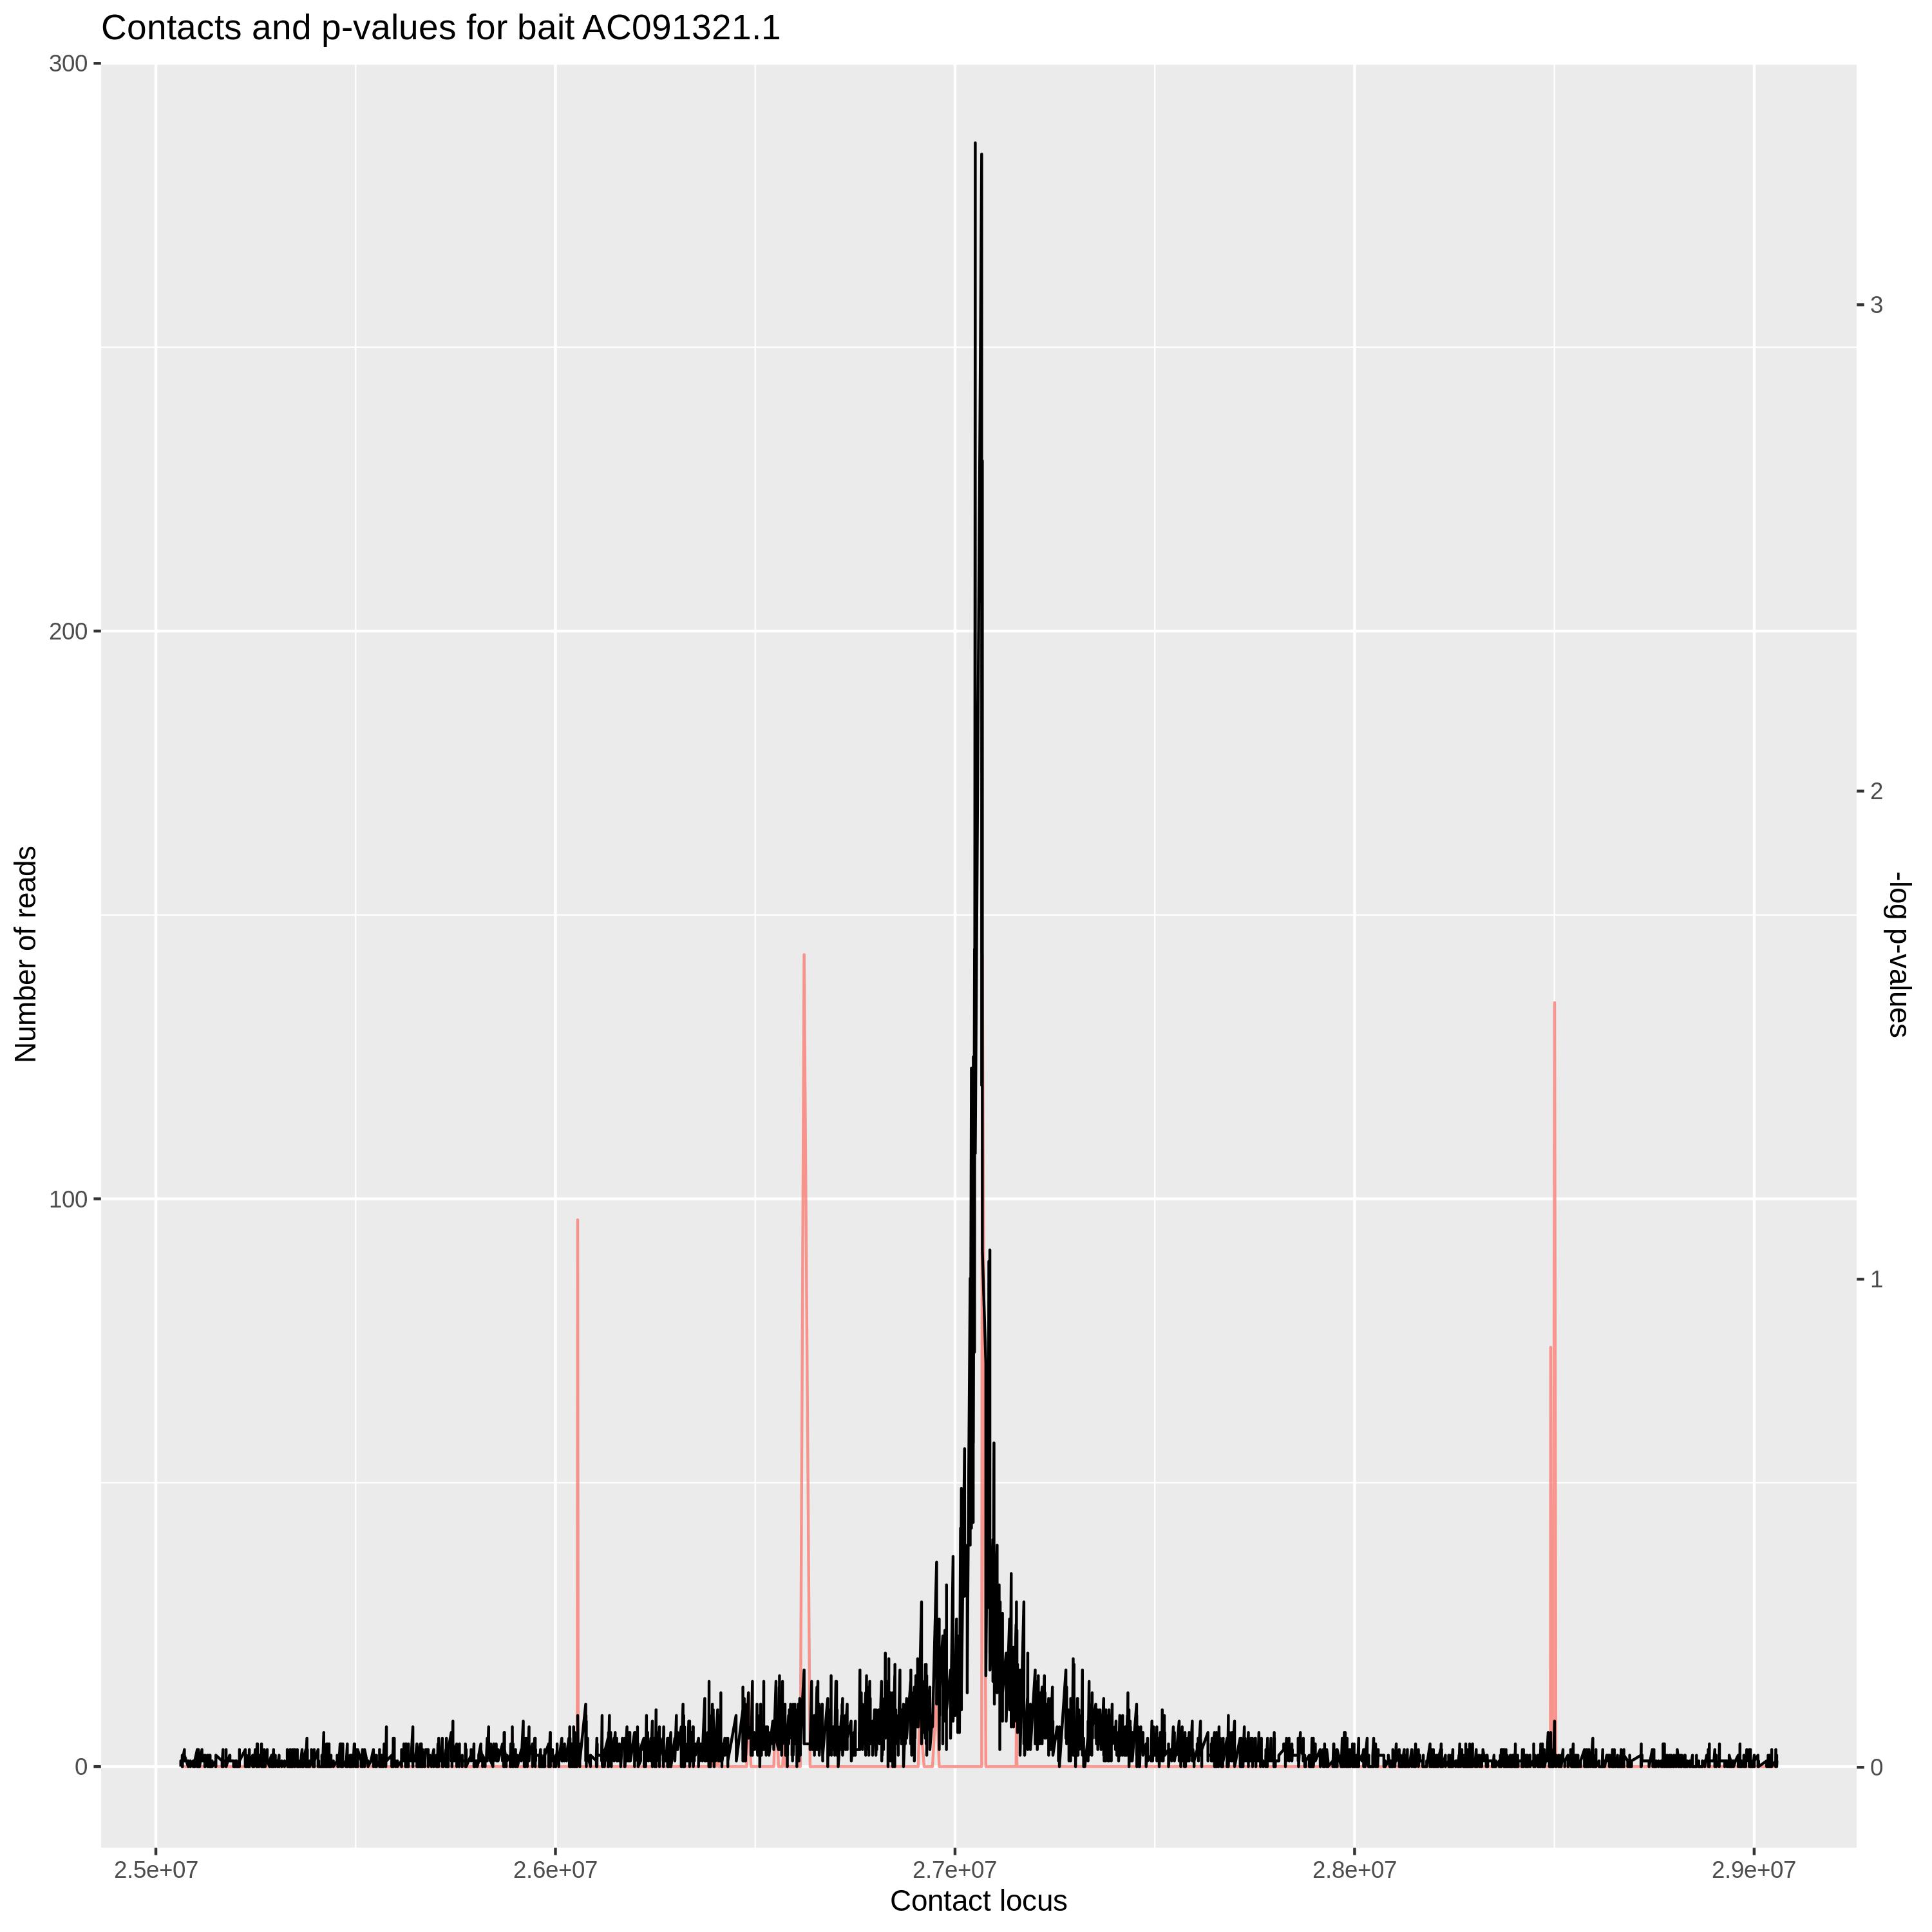 Contacts and p-values for bait AC091321.1
300
200
100
0
Number of reads
3
2
1
0
-log p-values
2.5e+07 2.6e+07 2.7e+07 2.8e+07 2.9e+07
Contact locus